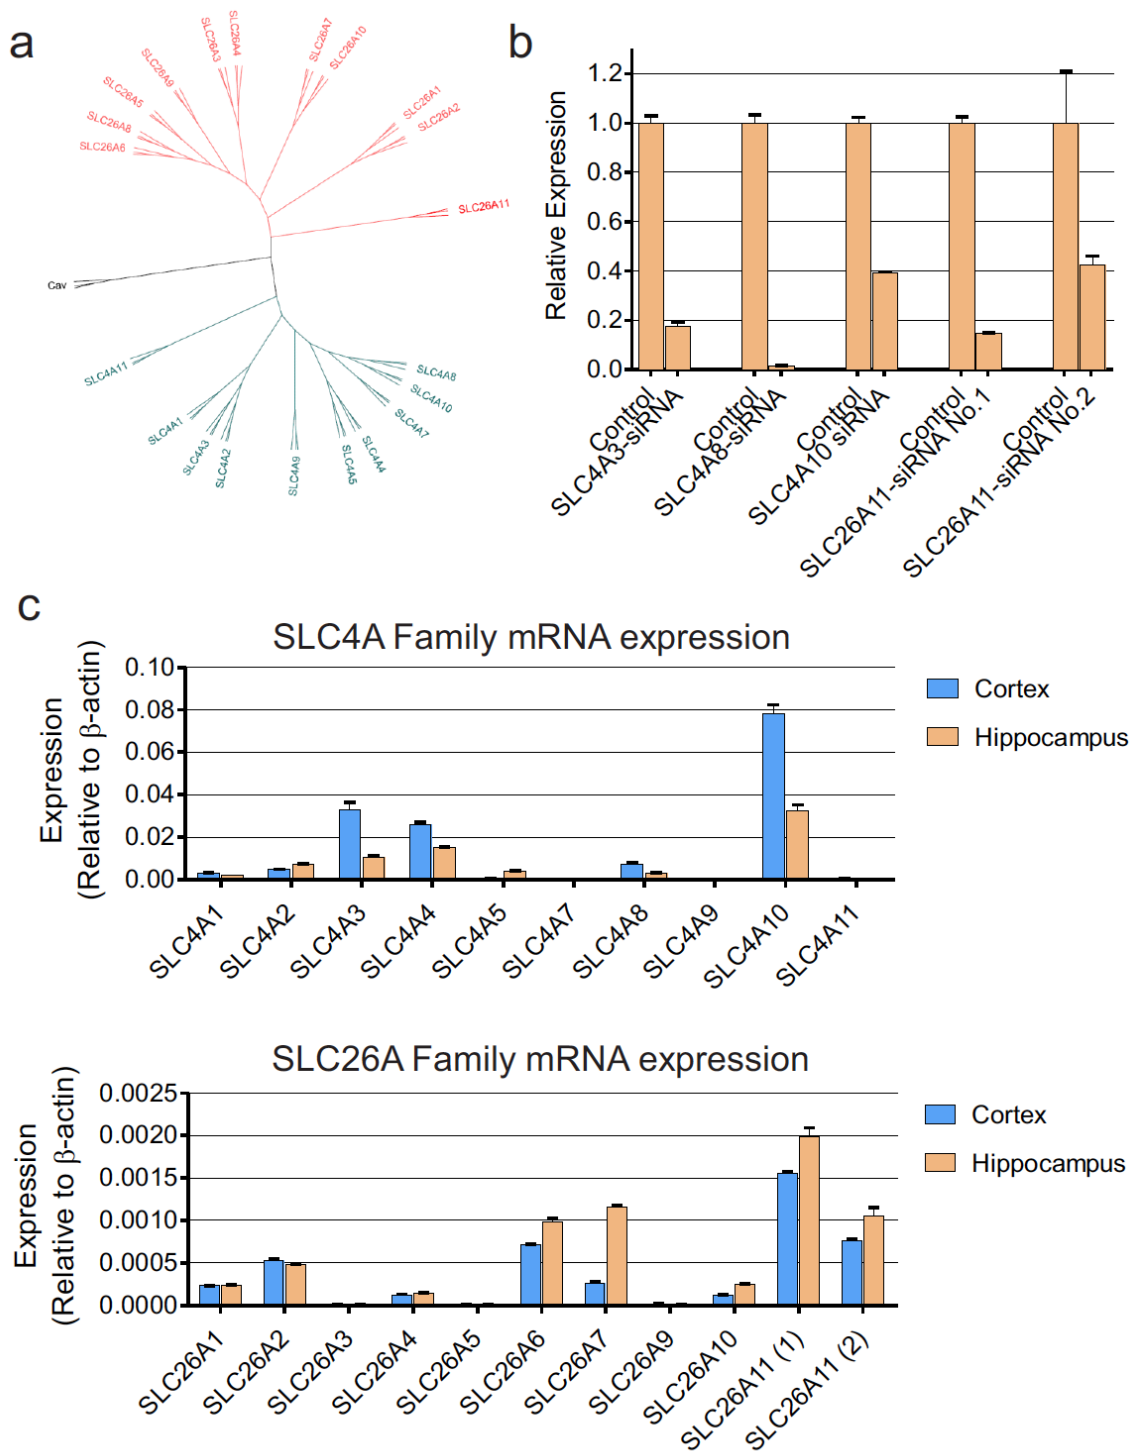 a
SLC26A3
SLC26A4
SLC26A7
SLC26A10
SLC26A9
SLC26A5
SLC26A8
SLC26A6
SLC26A1
SLC26A2
SLC26A11
Cav
SLC4A11
SLC4A1
SLC4A3
SLC4A2
SLC4A9
SLC4A5
SLC4A4
SLC4A7
SLC4A10
SLC4A8
b
Relative Expression
1.2
1.0
0.8
0.6
0.4
0.2
0.0
Control
SLC4A3-siRNA
Control
SLC4A8-siRNA
Control
SLC4A10 siRNA
Control
SLC26A11-siRNA No.1
Control
SLC26A11-siRNA No.2
c
SLC4A Family mRNA expression
Expression
(Relative to β-actin)
0.10
0.08
0.06
0.04
0.02
0.00
SLC4A1
SLC4A2
SLC4A3
SLC4A4
SLC4A5
SLC4A7
SLC4A8
SLC4A9
SLC4A10
SLC4A11
Cortex
Hippocampus
SLC26A Family mRNA expression
Expression
(Relative to β-actin)
0.0025
0.0020
0.0015
0.0010
0.0005
0.0000
SLC26A1
SLC26A2
SLC26A3
SLC26A4
SLC26A5
SLC26A6
SLC26A7
SLC26A9
SLC26A10
SLC26A11 (1)
SLC26A11 (2)
Cortex
Hippocampus